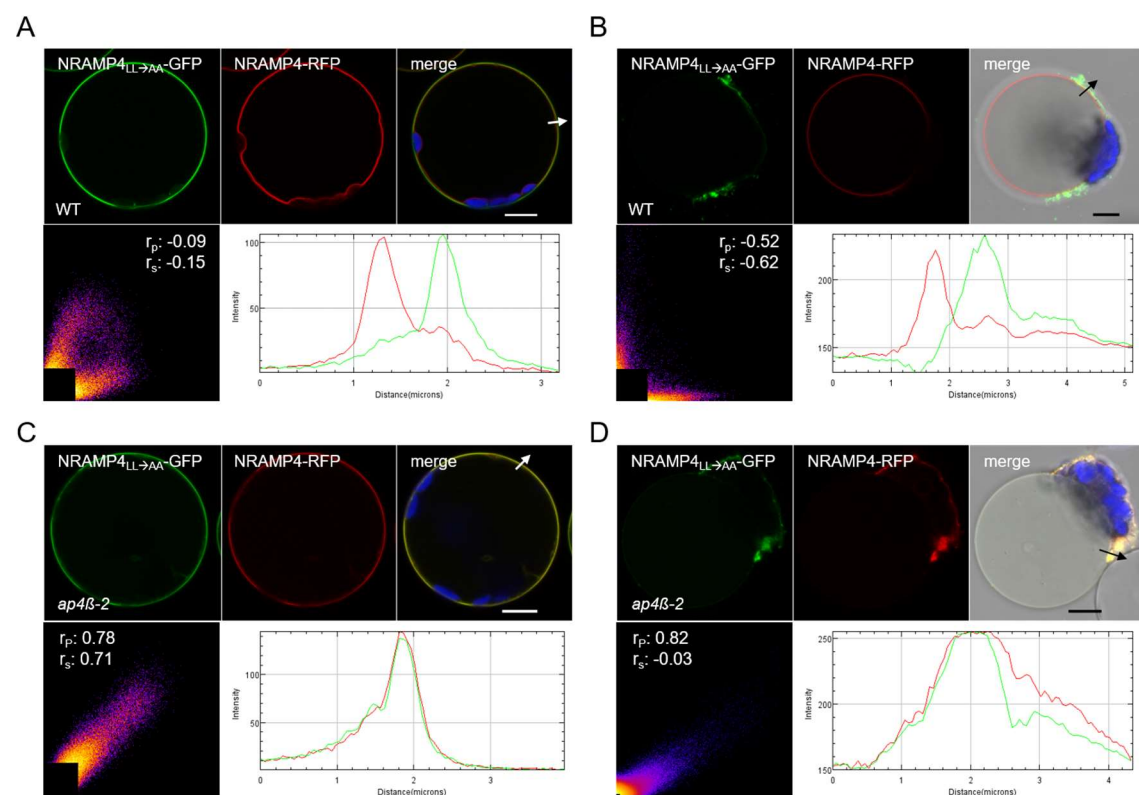 A
NRAMP4LL→AA-GFP NRAMP4-RFP merge
WT
rp: -0.09
rs: -0.15
Intensity
100
50
0 1 2 3
Distance(microns)
B
NRAMP4LL→AA-GFP NRAMP4-RFP merge
WT
rp: -0.52
rs: -0.62
Intensity
200
150
0 1 2 3 4 5
Distance(microns)
C
NRAMP4LL→AA-GFP NRAMP4-RFP merge
ap4ß-2
rP: 0.78
rs: 0.71
Intensity
100
50
0 1 2 3
Distance(microns)
D
NRAMP4LL→AA-GFP NRAMP4-RFP merge
ap4ß-2
rP: 0.82
rs: -0.03
Intensity
250
200
150
0 1 2 3 4
Distance(microns)